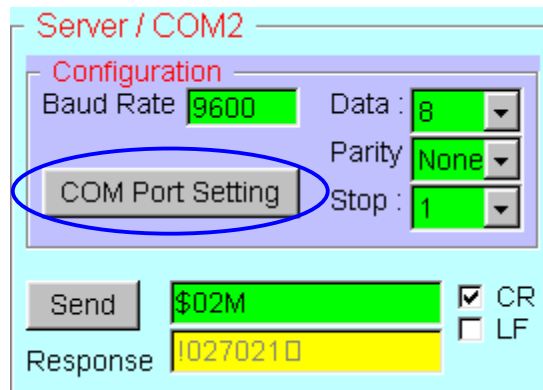 Server / COM2
Configuration
Baud Rate 9600 Data : 8
Parity None
COM Port Setting Stop : 1
Send $02M CR
LF
Response !027021□